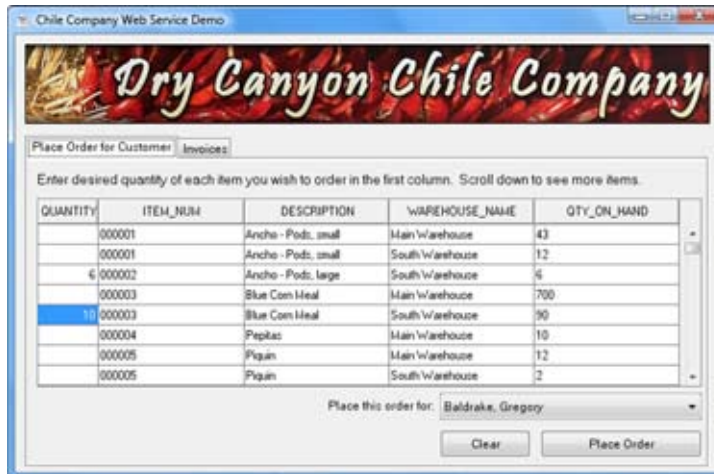 Chile Company Web Service Demo
Dry Canyon Chile Company
Place Order for Customer Invoices
Enter desired quantity of each item you wish to order in the first column. Scroll down to see more items.
QUANTITY ITEM_NUM DESCRIPTION WAREHOUSE_NAME QTY_ON_HAND
000001 Ancho - Pods, small Main Warehouse 43
000001 Ancho - Pods, small South Warehouse 12
6 000002 Ancho - Pods, large South Warehouse 6
000003 Blue Corn Meal Main Warehouse 700
10 000003 Blue Corn Meal South Warehouse 90
000004 Pepitas Main Warehouse 10
000005 Piquin Main Warehouse 12
000005 Piquin South Warehouse 2
Place this order for: Baldrake, Gregory
Clear Place Order